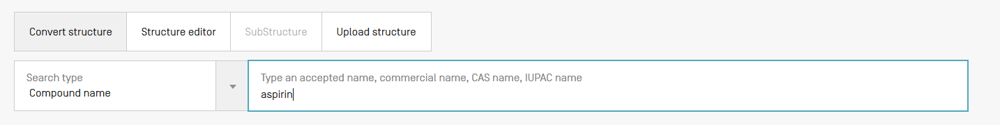 Convert structure Structure editor SubStructure Upload structure
Search type
Compound name
Type an accepted name, commercial name, CAS name, IUPAC name
aspirin